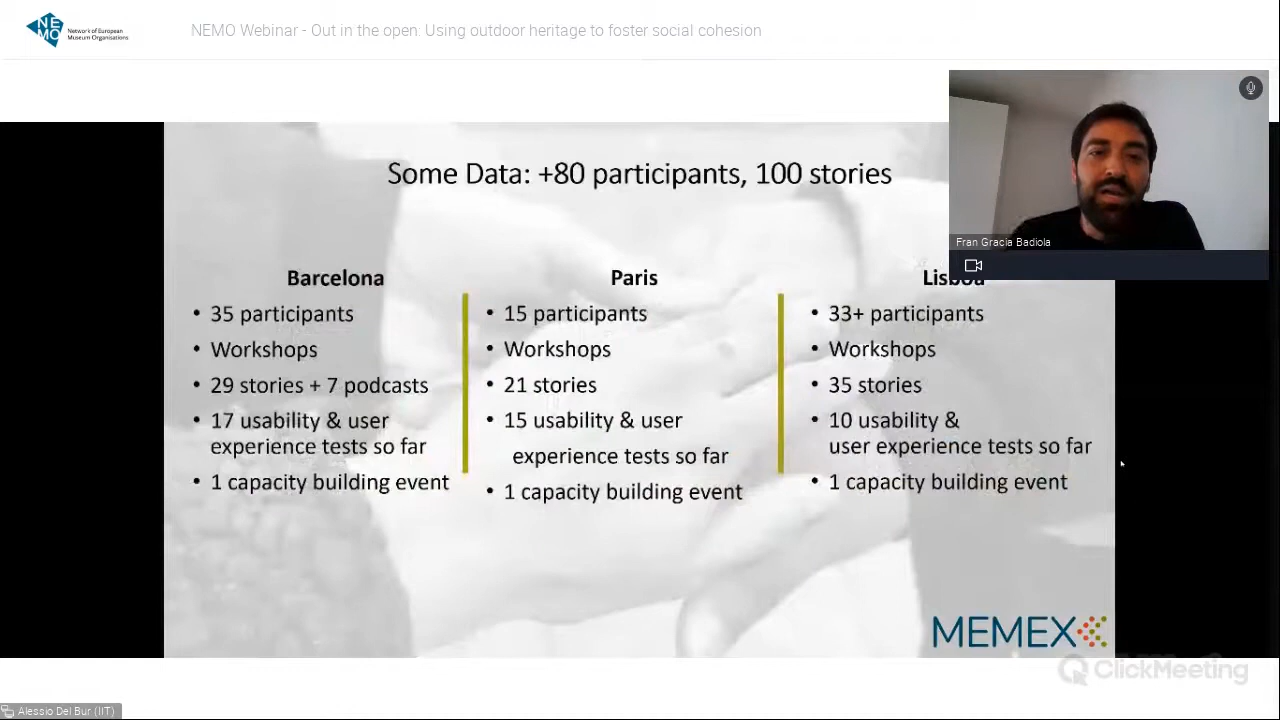 NE
MO
Network of European
Museum Organisations
NEMO Webinar - Out in the open: Using outdoor heritage to foster social cohesion
Fran Gracia Badiola
Some Data: +80 participants, 100 stories
Barcelona
• 35 participants
• Workshops
• 29 stories + 7 podcasts
• 17 usability & user
experience tests so far
• 1 capacity building event
Paris
• 15 participants
• Workshops
• 21 stories
• 15 usability & user
experience tests so far
• 1 capacity building event
Lisboa
• 33+ participants
• Workshops
• 35 stories
• 10 usability &
user experience tests so far
• 1 capacity building event
MEMEX
ClickMeeting
Alessio Del Bur (IIT)